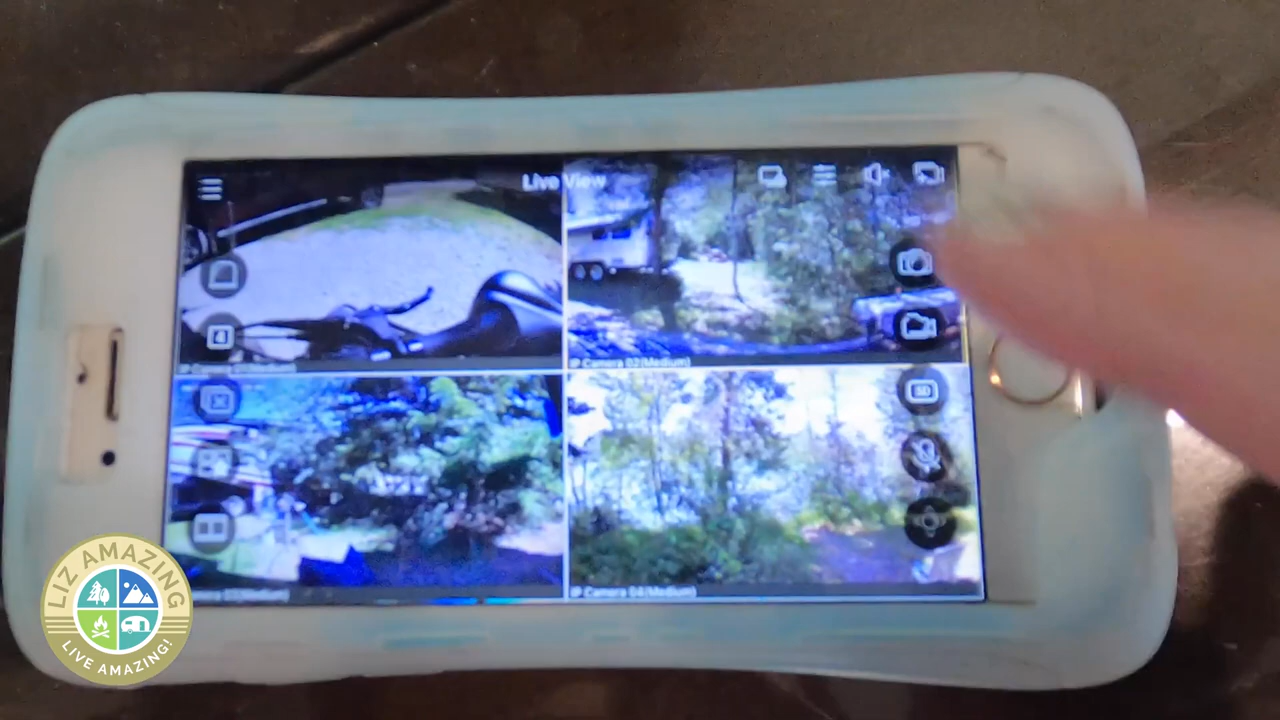 Live View
IP Camera 02(Medium)
IP Camera 04(Medium)
LIZ AMAZING
LIVE AMAZING!